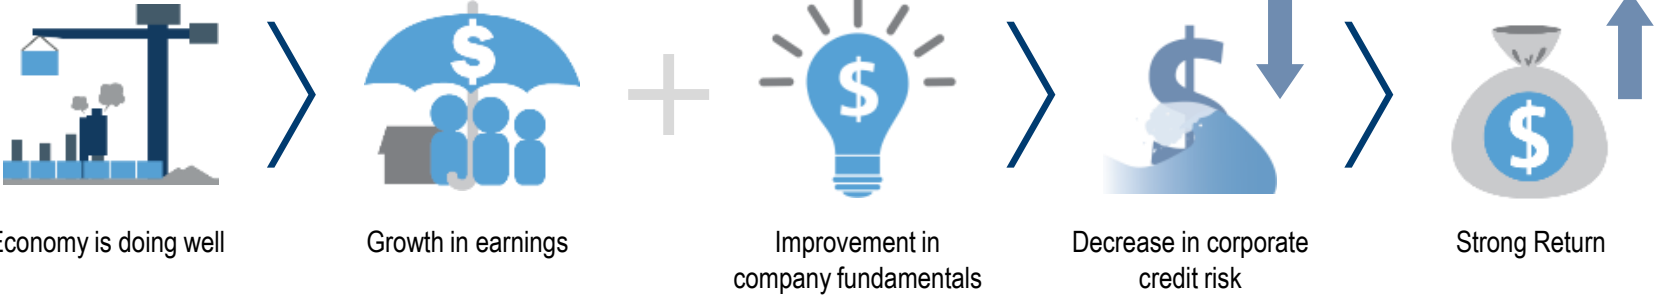 $
$
$
$
Economy is doing well
Growth in earnings
Improvement in
company fundamentals
Decrease in corporate
credit risk
Strong Return